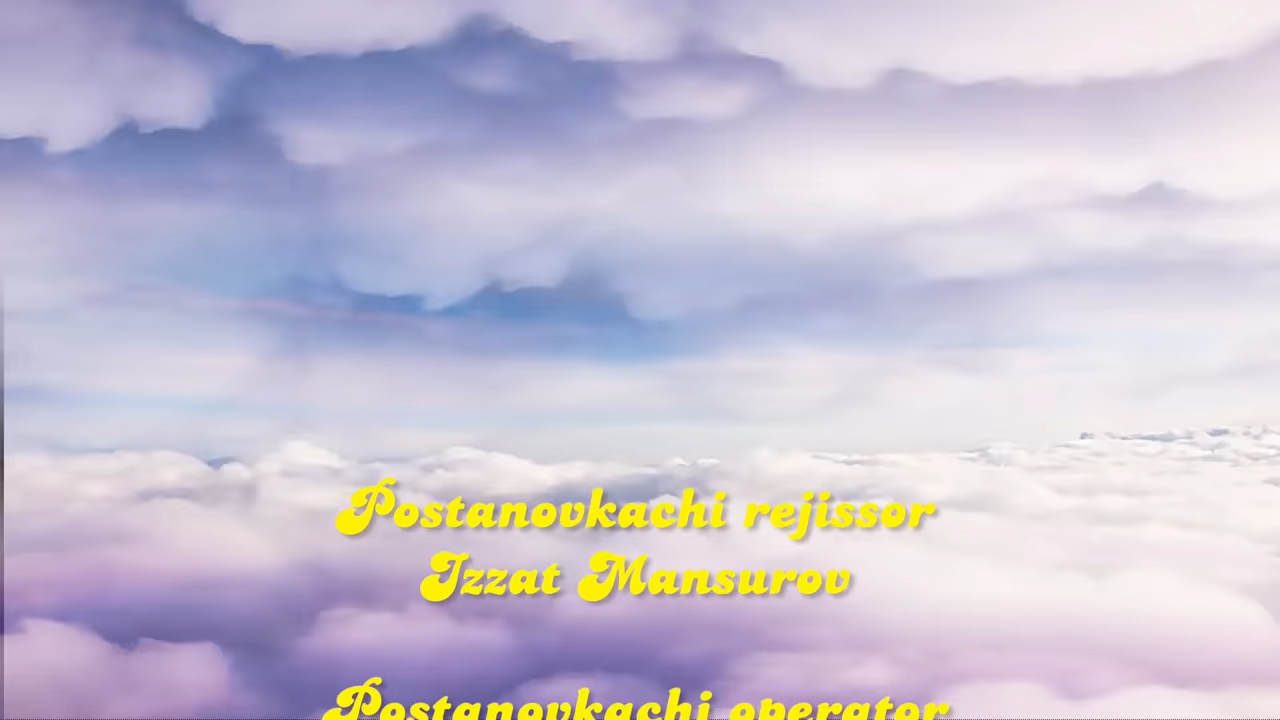 Postanovkachi rejissor
Izzat Mansurov
Postanovkachi operator